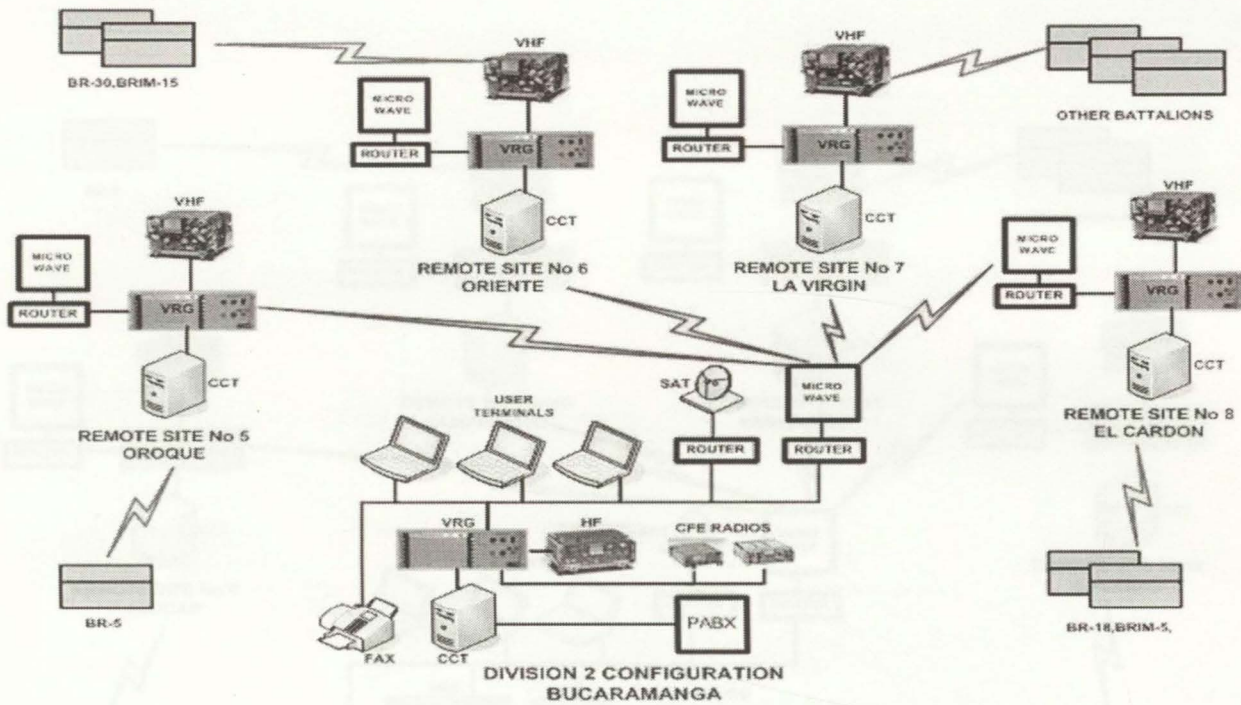 BR-30,BRIM-15
VHF
MICRO
WAVE
ROUTER
VRG
CCT
REMOTE SITE No 6
ORIENTE
VHF
MICRO
WAVE
ROUTER
VRG
CCT
REMOTE SITE No 7
LA VIRGIN
OTHER BATTALIONS
VHF
MICRO
WAVE
ROUTER
VRG
CCT
REMOTE SITE No 5
OROQUE
BR-5
VHF
MICRO
WAVE
ROUTER
VRG
CCT
REMOTE SITE No 8
EL CARDON
BR-18,BRIM-5,
USER
TERMINALS
SAT
ROUTER
MICRO
WAVE
ROUTER
VRG
HF
CFE RADIOS
FAX
CCT
PABX
DIVISION 2 CONFIGURATION
BUCARAMANGA